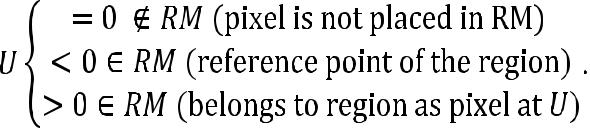 = 0 ∉ RM (pixel is not placed in RM)
U { < 0 ∈ RM (reference point of the region) .
> 0 ∈ RM (belongs to region as pixel at U)